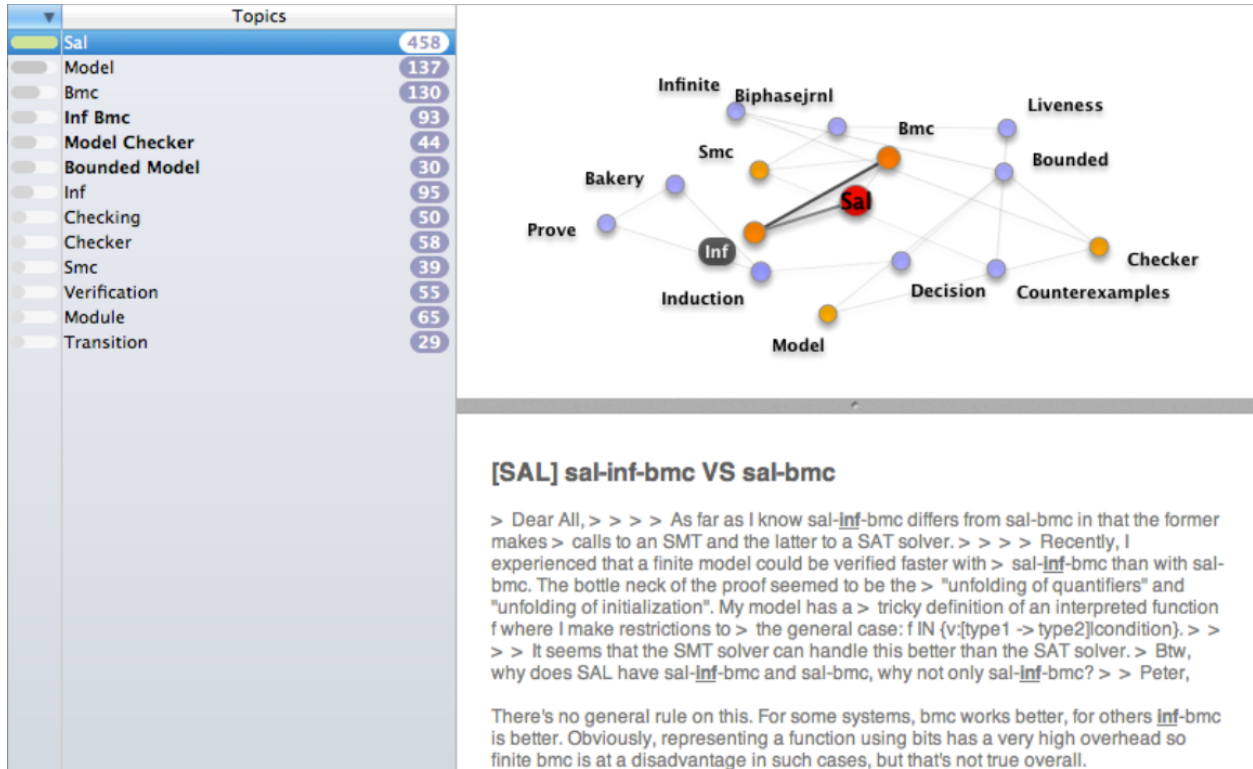 Topics
Sal 458
Model 137
Bmc 130
Inf Bmc 93
Model Checker 44
Bounded Model 30
Inf 95
Checking 50
Checker 58
Smc 39
Verification 55
Module 65
Transition 29
Infinite
Biphasejrnl
Liveness
Bmc
Smc
Bounded
Bakery
Sal
Prove
Inf
Checker
Induction
Decision
Counterexamples
Model
[SAL] sal-inf-bmc VS sal-bmc
> Dear All, > > > > As far as I know sal-inf-bmc differs from sal-bmc in that the former
makes > calls to an SMT and the latter to a SAT solver. > > > > Recently, I
experienced that a finite model could be verified faster with > sal-inf-bmc than with sal-
bmc. The bottle neck of the proof seemed to be the > "unfolding of quantifiers" and
"unfolding of initialization". My model has a > tricky definition of an interpreted function
f where I make restrictions to > the general case: f IN {v:[type1 -> type2]|condition}. > >
> > It seems that the SMT solver can handle this better than the SAT solver. > Btw,
why does SAL have sal-inf-bmc and sal-bmc, why not only sal-inf-bmc? > > Peter,
There's no general rule on this. For some systems, bmc works better, for others inf-bmc
is better. Obviously, representing a function using bits has a very high overhead so
finite bmc is at a disadvantage in such cases, but that's not true overall.